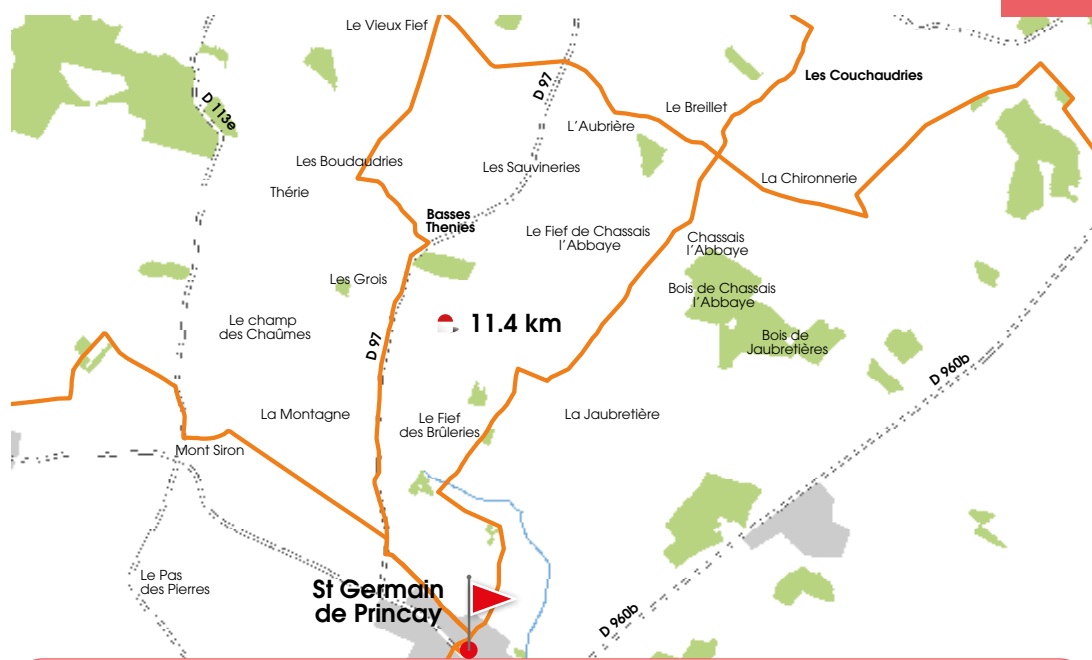 Le Vieux Fief
Les Couchaudries
D 97
D 113e
Le Breillet
L'Aubrière
Les Boudaudries
Les Sauvineries
La Chironnerie
Thérie
Basses
Thenies
Le Fief de Chassais
l'Abbaye
Chassais
l'Abbaye
Les Grois
Bois de Chassais
l'Abbaye
Le champ
des Chaûmes
11.4 km
Bois de
Jaubretières
D 97
D 960b
La Montagne
Le Fief
des Brûleries
La Jaubretière
Mont Siron
Le Pas
des Pierres
St Germain
de Princay
D 960b